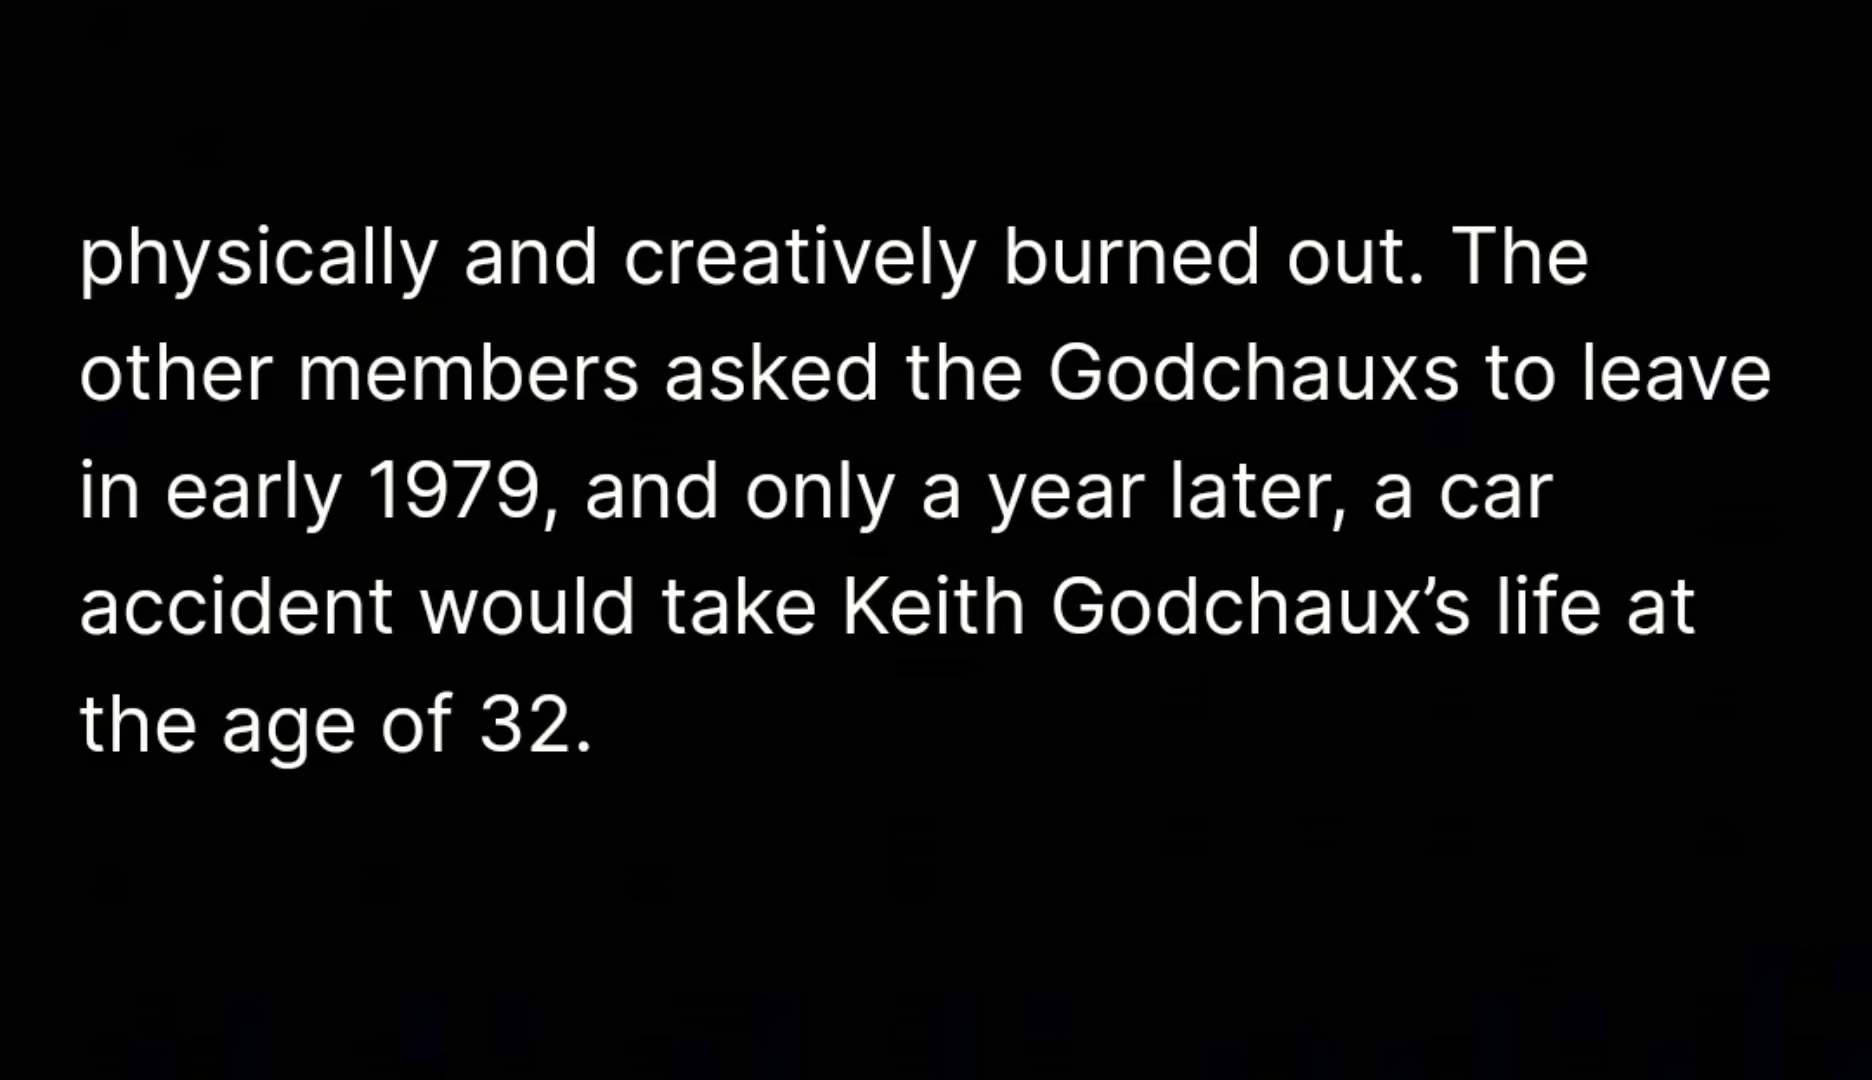 physically and creatively burned out. The
other members asked the Godchauxs to leave
in early 1979, and only a year later, a car
accident would take Keith Godchaux’s life at
the age of 32.